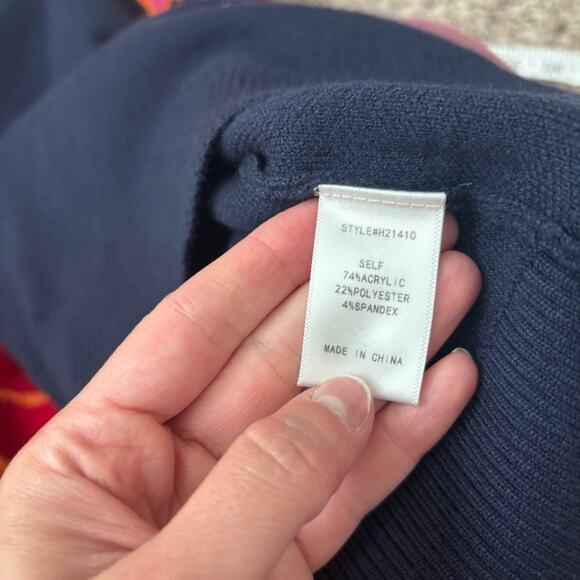 STYLE#H21410
SELF:
74%ACRYLIC
22%POLYESTER
4%SPANDEX
MADE IN CHINA